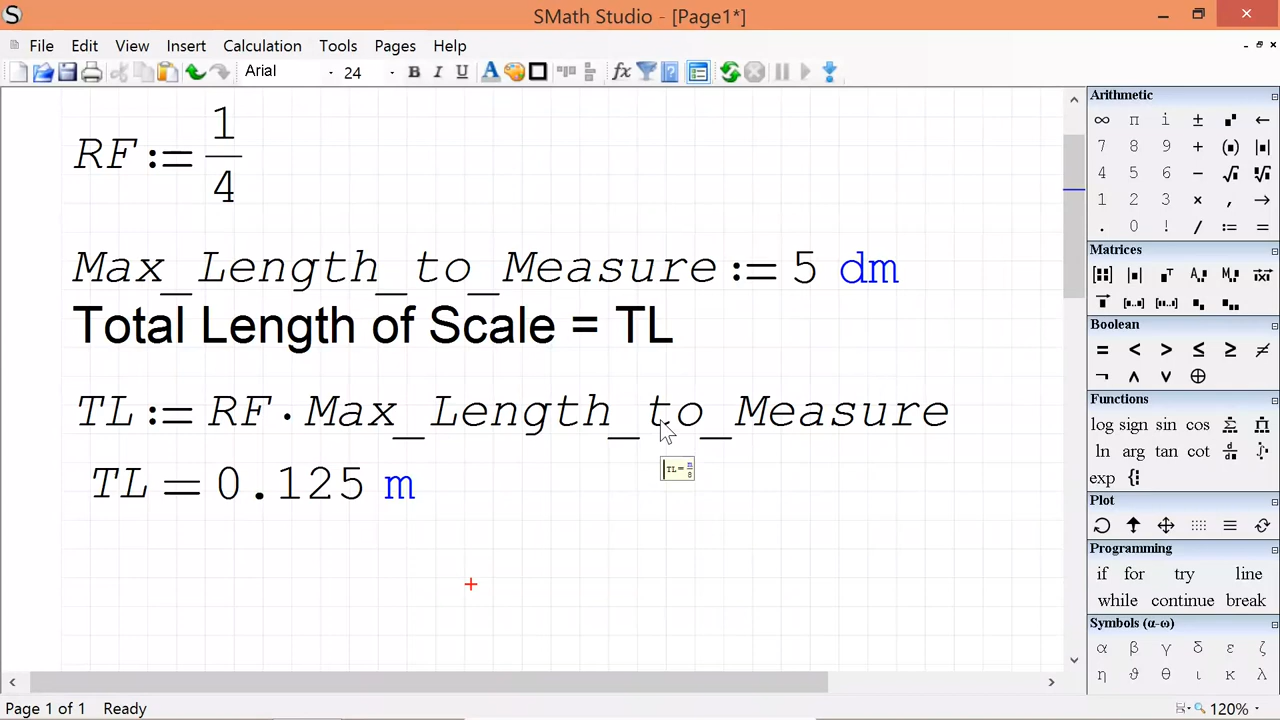 S SMath Studio - [Page1*]
File Edit View Insert Calculation Tools Pages Help
Arial 24 B I U A fx
RF := 1/4
Max_Length_to_Measure := 5 dm
Total Length of Scale = TL
TL := RF · Max_Length_to_Measure
TL = m/8
TL = 0.125 m
+
Arithmetic
∞ π i ± ←
7 8 9 + (▪) |▪|
4 5 6 − √
1 2 3 × , →
. 0 ! / := =
Matrices
Boolean
= < > ≤ ≥ ≠
¬ ∧ ∨ ⊕
Functions
log sign sin cos
ln arg tan cot d
exp
Plot
Programming
if for try line
while continue break
Symbols (α-ω)
α β γ δ ε ζ
η θ ι κ λ
Page 1 of 1 Ready 120%